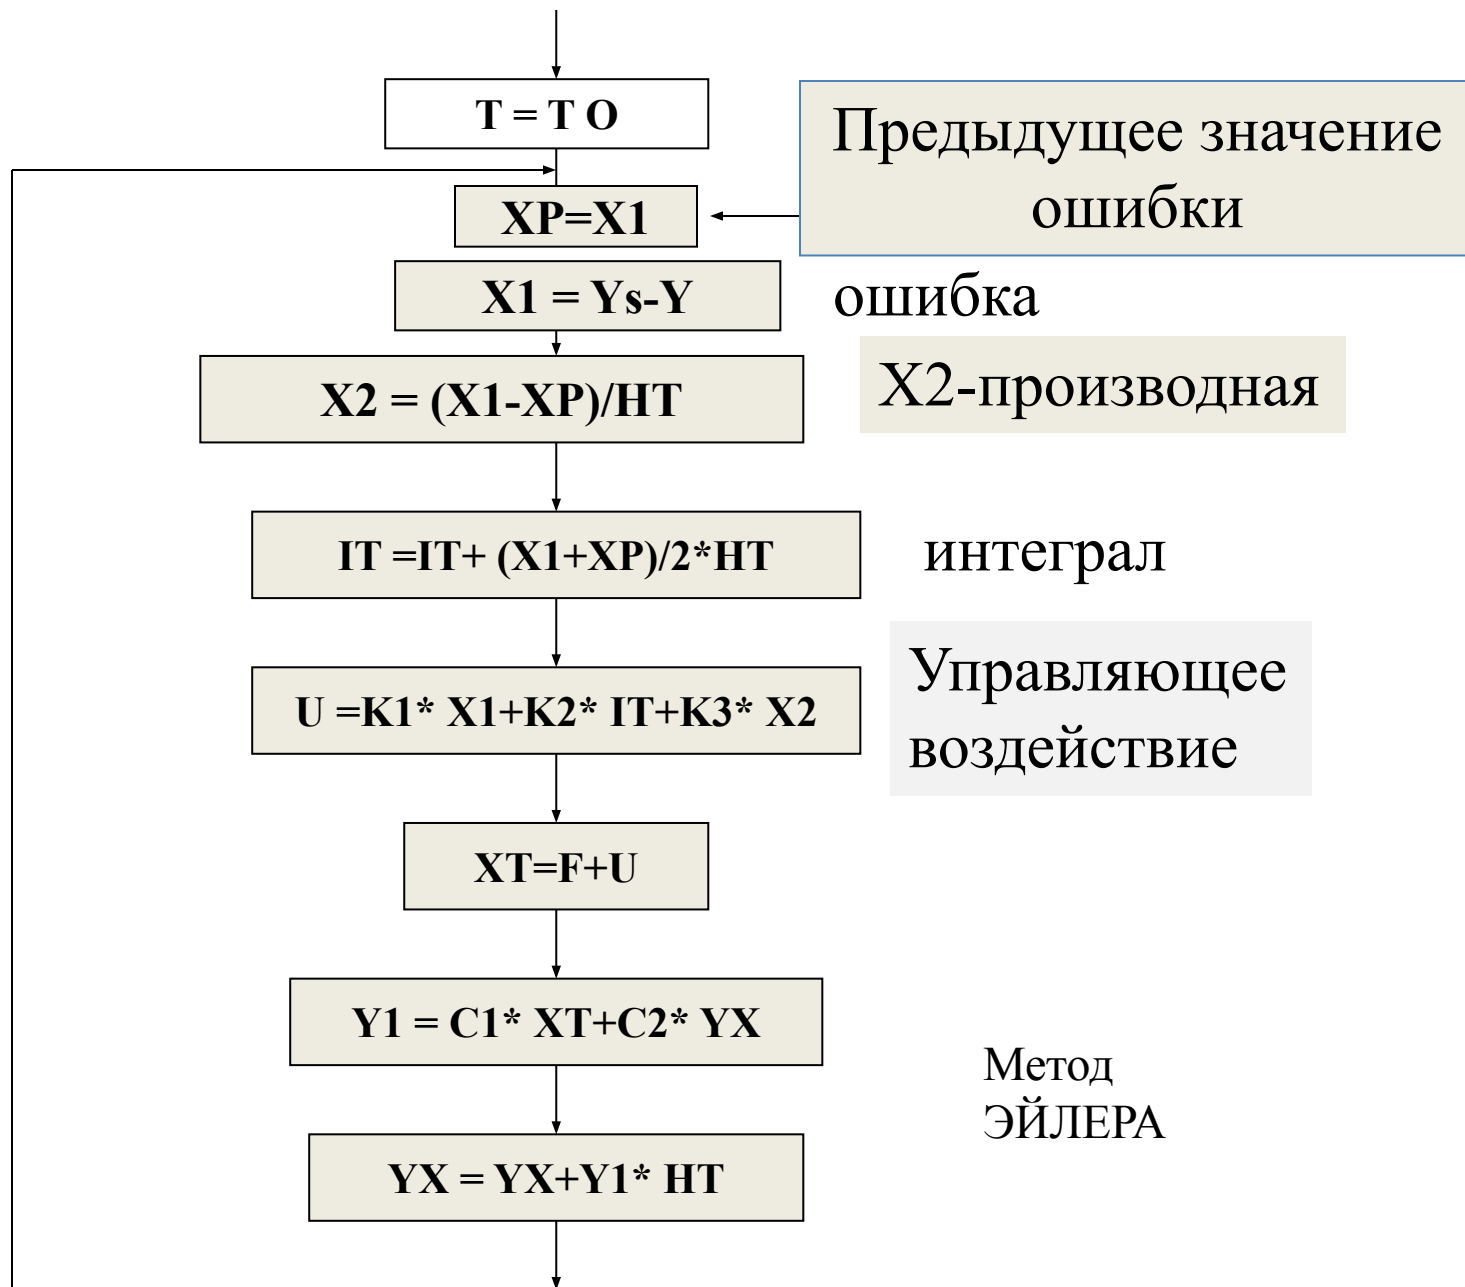 T = T O
Предыдущее значение
ошибки
XP=X1
X1 = Ys-Y
ошибка
X2 = (X1-XP)/HT
X2-производная
IT =IT+ (X1+XP)/2*HT
интеграл
Управляющее
воздействие
U =K1* X1+K2* IT+K3* X2
XT=F+U
Y1 = C1* XT+C2* YX
Метод
ЭЙЛЕРА
YX = YX+Y1* HT